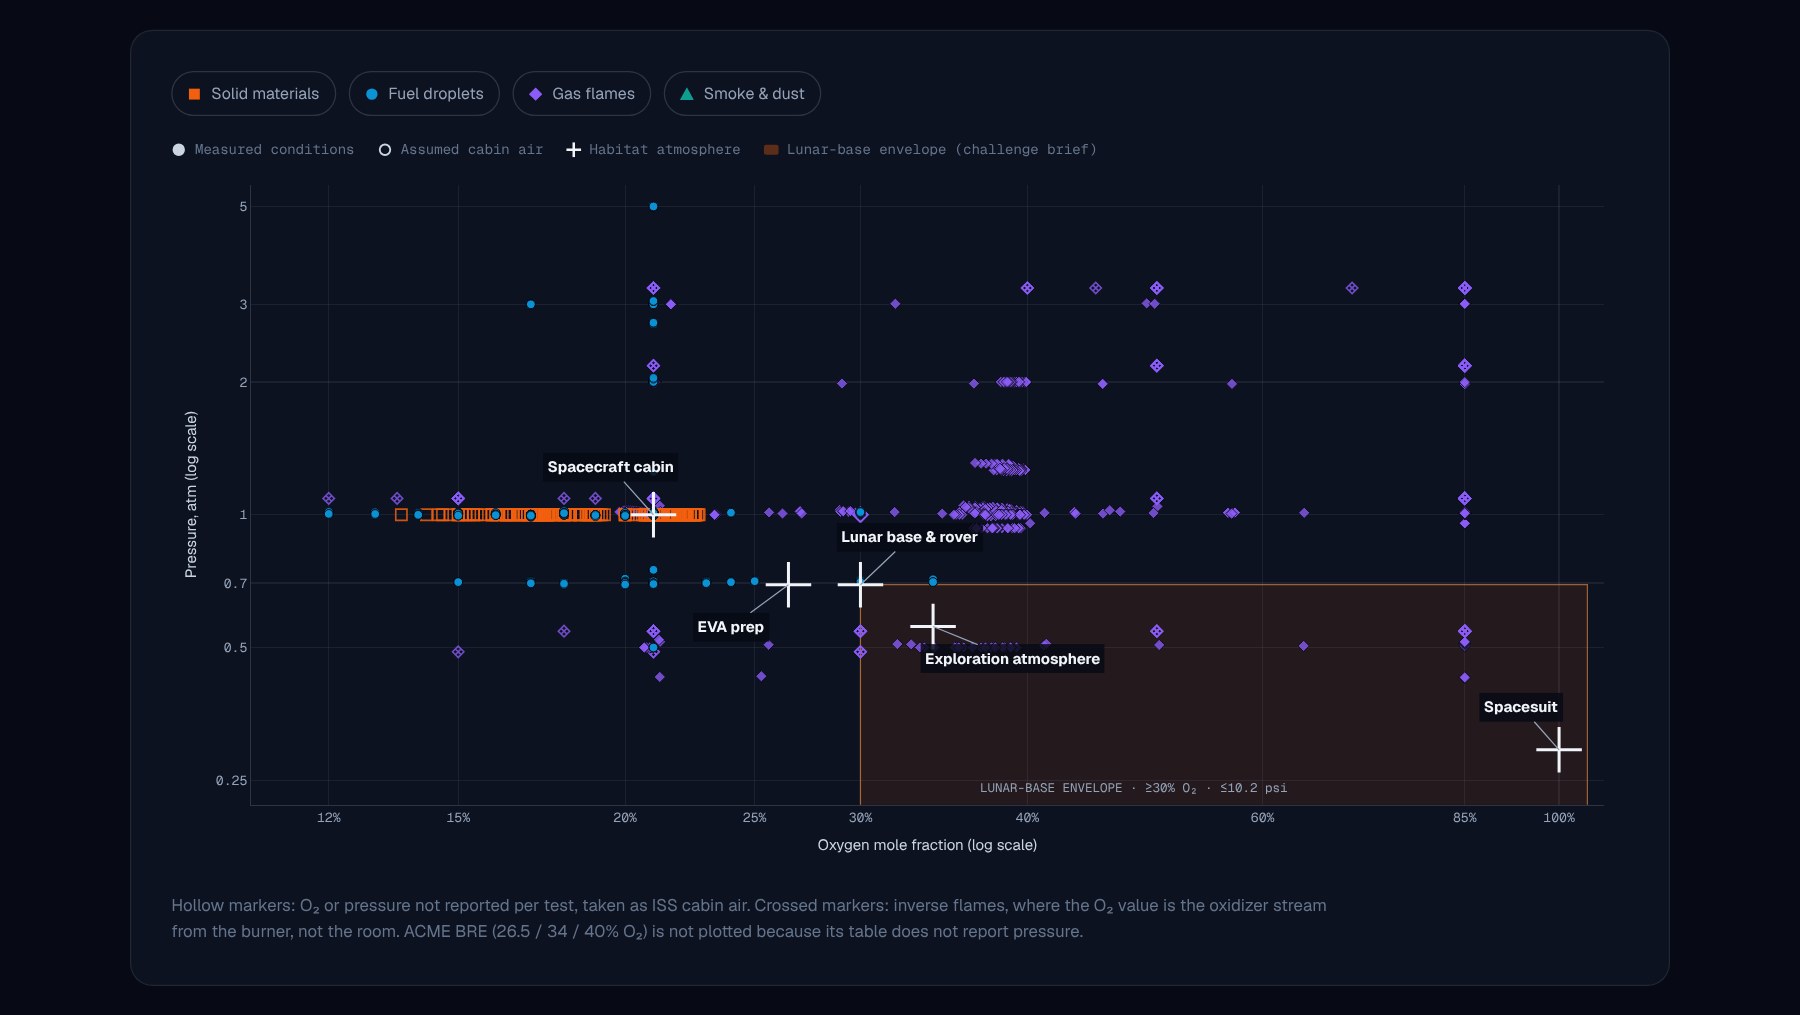 Solid materials
Fuel droplets
Gas flames
Smoke & dust
Measured conditions
Assumed cabin air
Habitat atmosphere
Lunar-base envelope (challenge brief)
Pressure, atm (log scale)
5
3
2
1
0.7
0.5
0.25
Spacecraft cabin
Lunar base & rover
EVA prep
Exploration atmosphere
Spacesuit
LUNAR-BASE ENVELOPE · ≥30% O₂ · ≤10.2 psi
12%
15%
20%
25%
30%
40%
60%
85%
100%
Oxygen mole fraction (log scale)
Hollow markers: O₂ or pressure not reported per test, taken as ISS cabin air. Crossed markers: inverse flames, where the O₂ value is the oxidizer stream
from the burner, not the room. ACME BRE (26.5 / 34 / 40% O₂) is not plotted because its table does not report pressure.